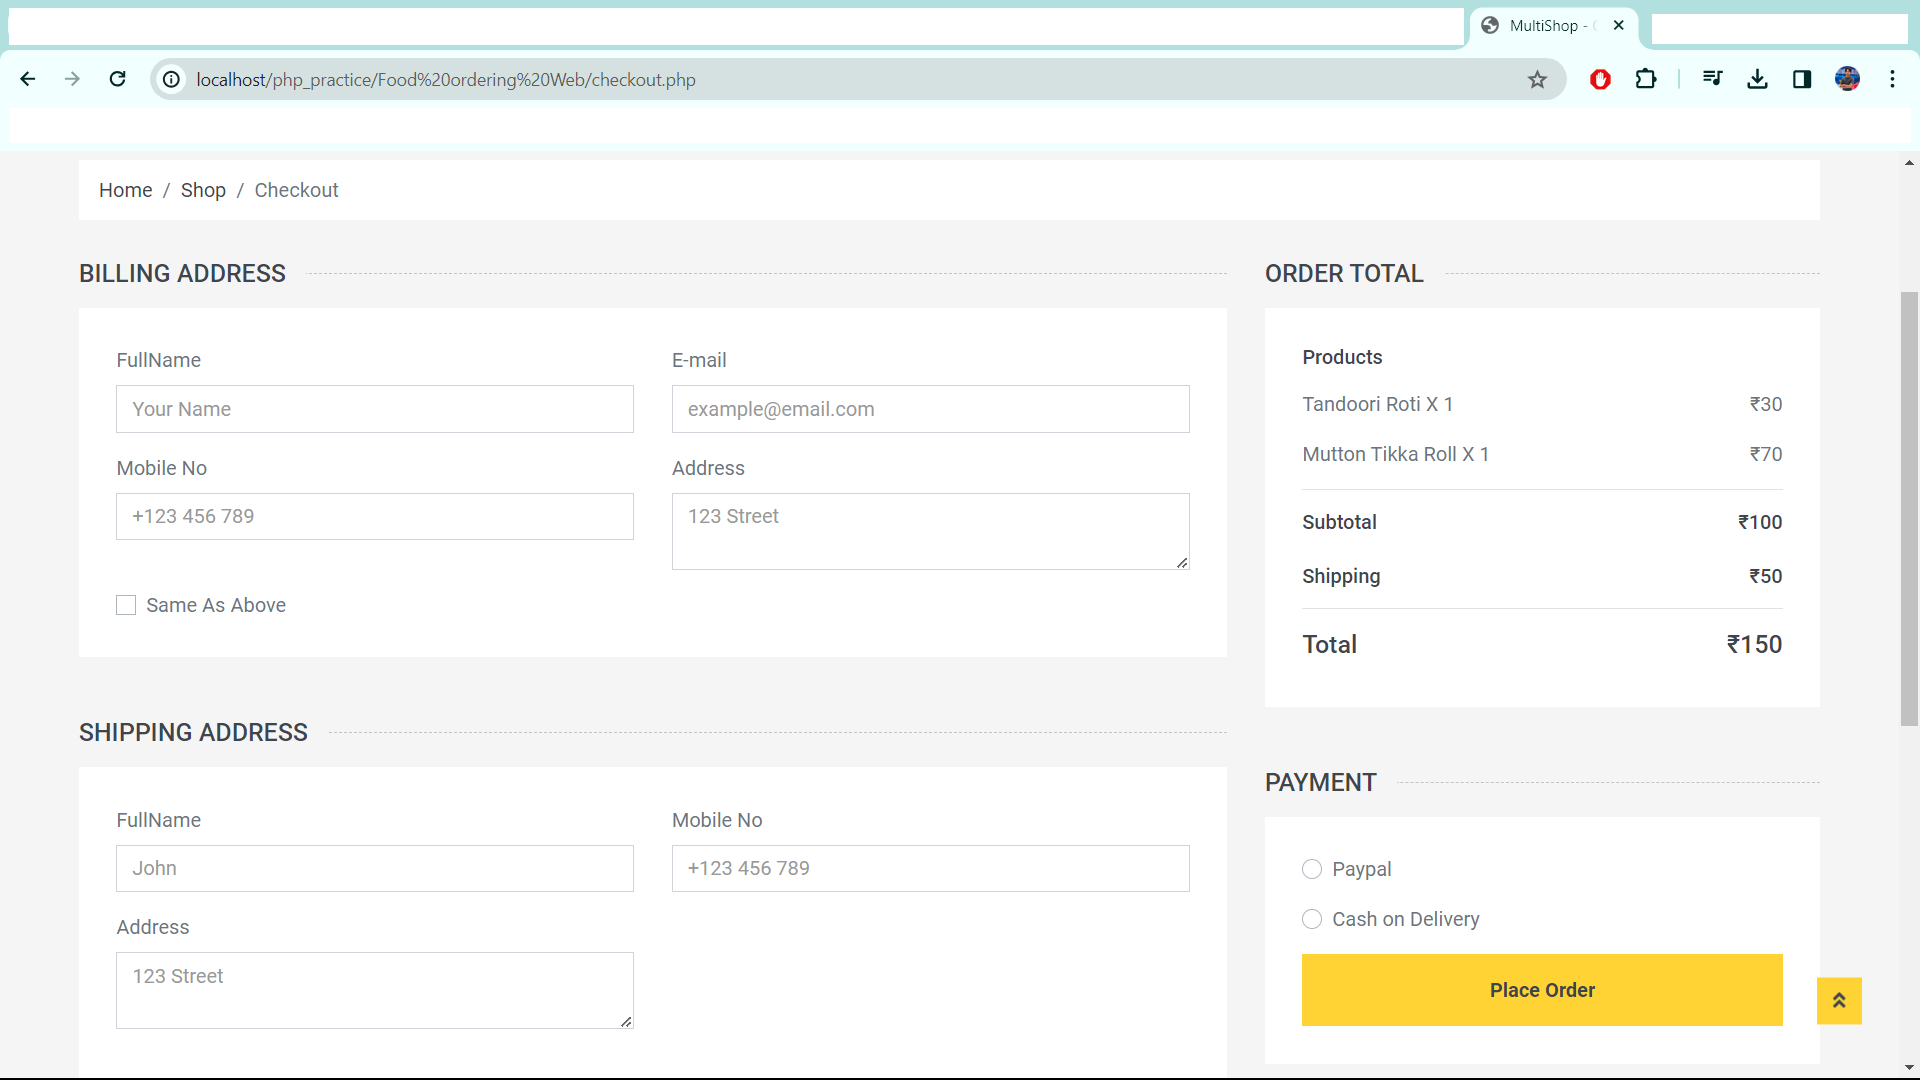 MultiShop -
localhost/php_practice/Food%20ordering%20Web/checkout.php
Home / Shop / Checkout
BILLING ADDRESS
FullName
E-mail
Your Name
example@email.com
Mobile No
Address
+123 456 789
123 Street
Same As Above
ORDER TOTAL
Products
Tandoori Roti X 1 ₹30
Mutton Tikka Roll X 1 ₹70
Subtotal ₹100
Shipping ₹50
Total ₹150
SHIPPING ADDRESS
FullName
Mobile No
John
+123 456 789
Address
123 Street
PAYMENT
Paypal
Cash on Delivery
Place Order